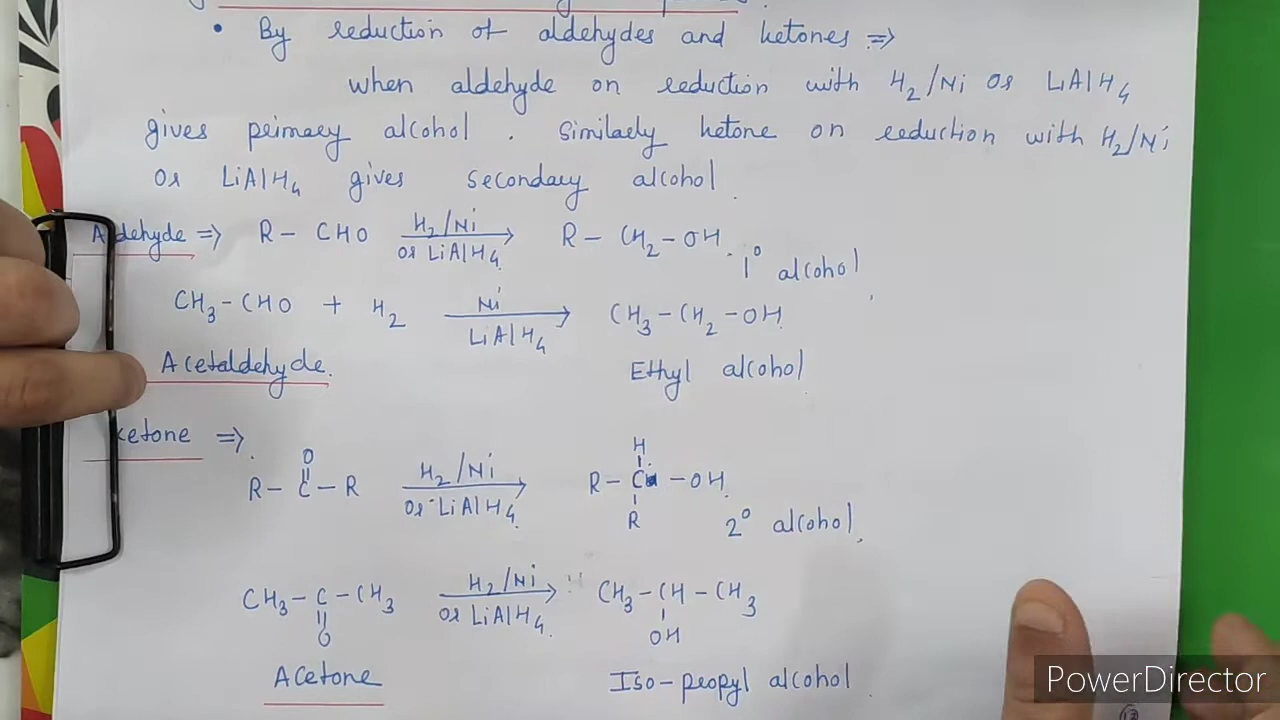 • By reduction of aldehydes and ketones ⇒
when aldehyde on reduction with H₂/Ni or LiAlH₄
gives primary alcohol . Similarly ketone on reduction with H₂/Ni
or LiAlH₄ gives secondary alcohol
Aldehyde ⇒ R – CHO H₂/Ni or LiAlH₄ → R – CH₂ – OH. 1° alcohol,
CH₃ – CHO + H₂ Ni LiAlH₄ → CH₃ – CH₂ – OH
Acetaldehyde. Ethyl alcohol
ketone ⇒
R – C – R H₂/Ni or LiAlH₄ → R – C – OH
O H R
2° alcohol,
CH₃ – C – CH₃ H₂/Ni or LiAlH₄. → CH₃ – CH – CH₃
O OH
Acetone Iso-propyl alcohol.
PowerDirector